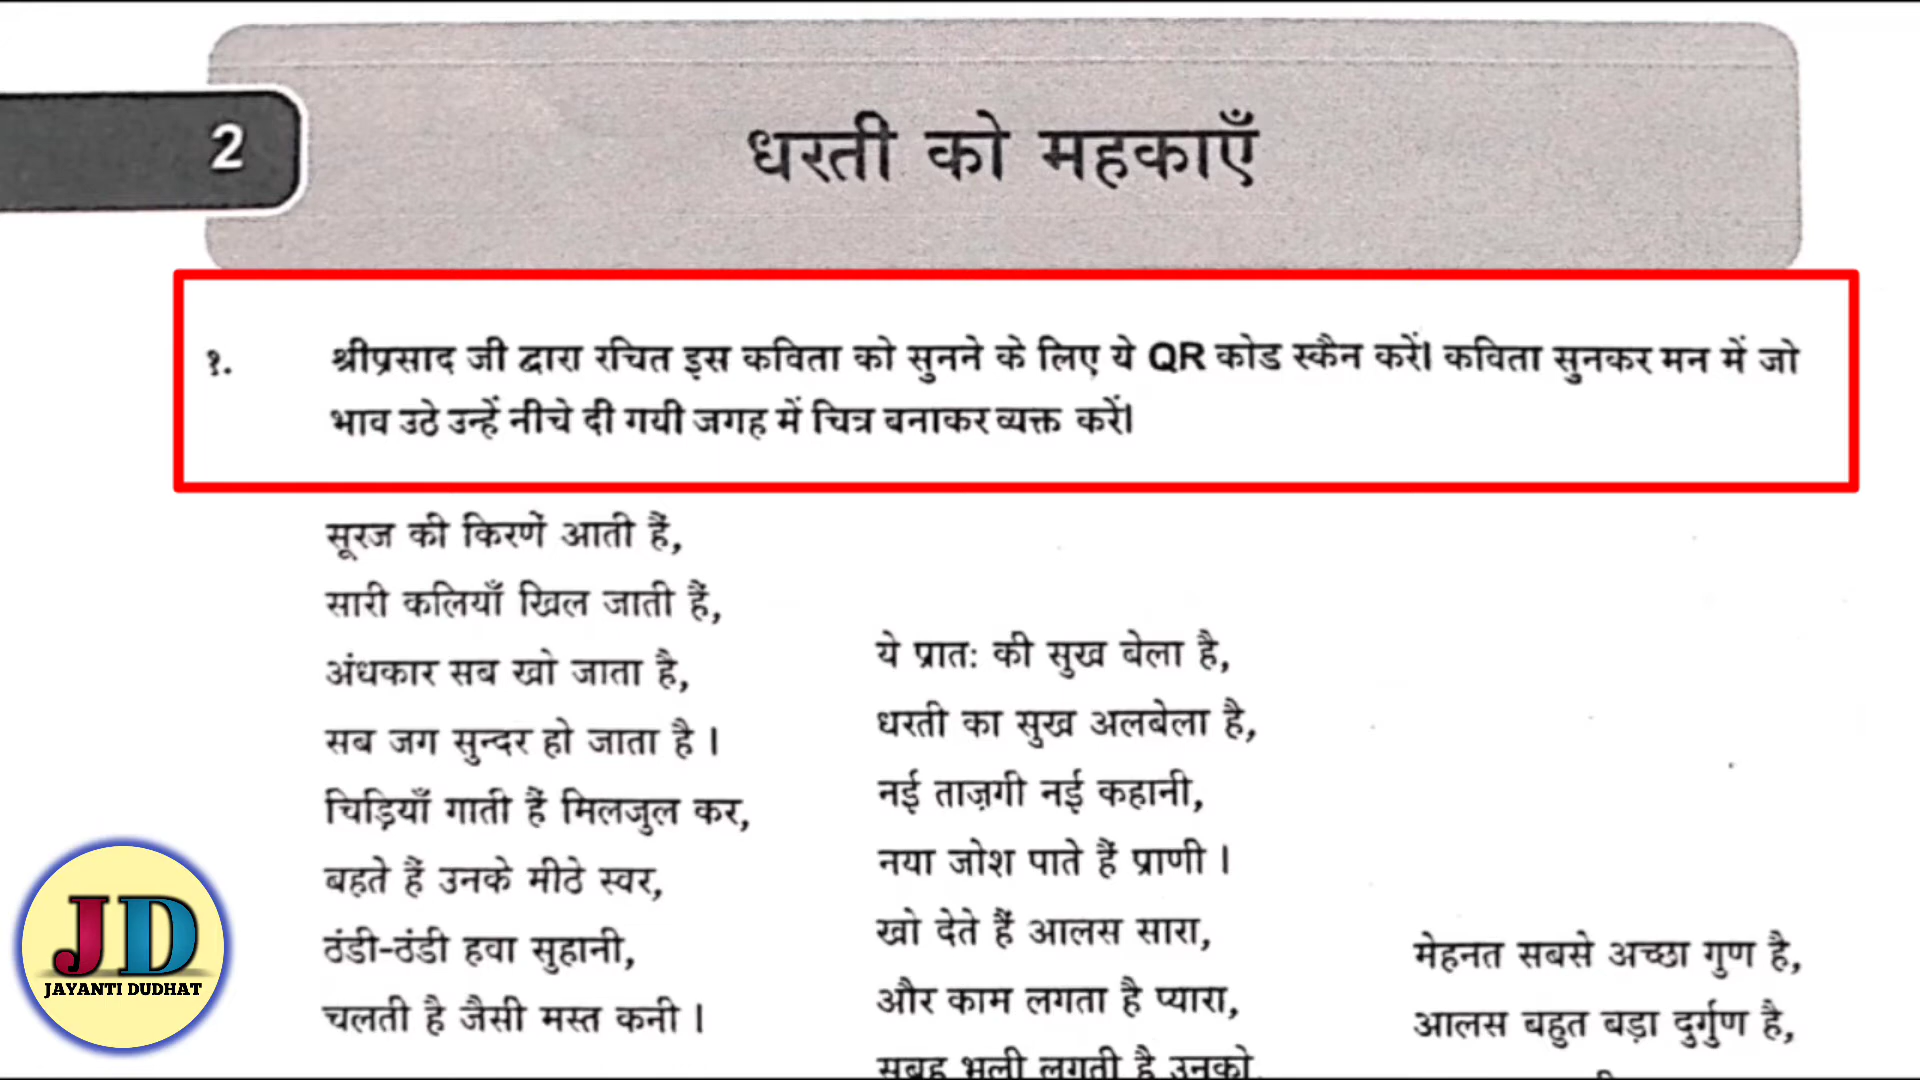 2
धरती को महकाएँ
१. श्रीप्रसाद जी द्वारा रचित इस कविता को सुनने के लिए ये QR कोड स्कैन करें। कविता सुनकर मन में जो
भाव उठे उन्हें नीचे दी गयी जगह में चित्र बनाकर व्यक्त करें।
सूरज की किरणें आती हैं,
सारी कलियाँ खिल जाती हैं,
अंधकार सब खो जाता है,
सब जग सुन्दर हो जाता है ।
चिड़ियाँ गाती हैं मिलजुल कर,
बहते हैं उनके मीठे स्वर,
ठंडी-ठंडी हवा सुहानी,
चलती है जैसी मस्त कनी ।
ये प्रातः की सुख बेला है,
धरती का सुख अलबेला है,
नई ताज़गी नई कहानी,
नया जोश पाते हैं प्राणी ।
खो देते हैं आलस सारा,
और काम लगता है प्यारा,
सुबह भली लगती है उनको
मेहनत सबसे अच्छा गुण है,
आलस बहुत बड़ा दुर्गुण है,
JD
JAYANTI DUDHAT